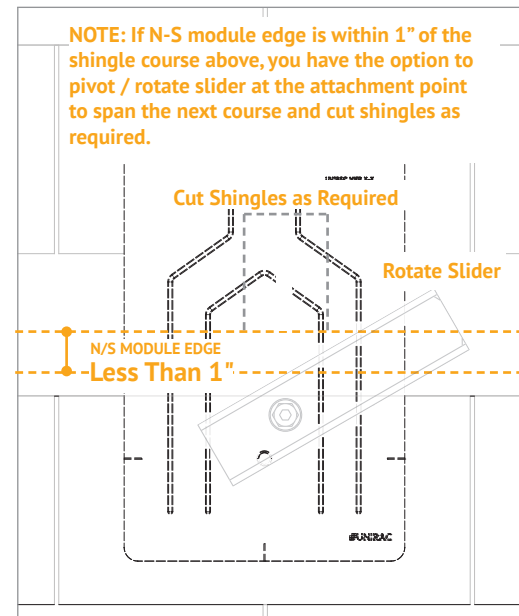 NOTE: If N-S module edge is within 1” of the
shingle course above, you have the option to
pivot / rotate slider at the attachment point
to span the next course and cut shingles as
required.
Cut Shingles as Required
Rotate Slider
N/S MODULE EDGE
Less Than 1"
UNIRAC